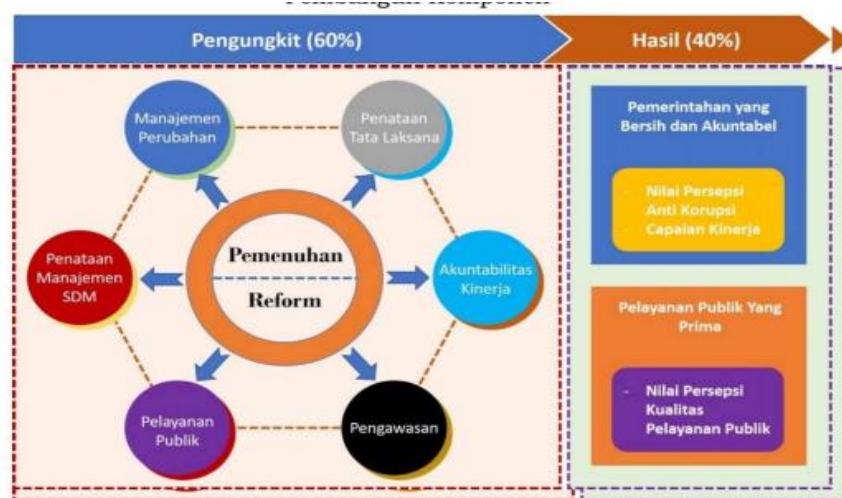 Pengungkit (60%)
Hasil (40%)
Manajemen
Perubahan
Penataan
Tata Laksana
Penataan
Manajemen
SDM
Pemenuhan
Reform
Akuntabilitas
Kinerja
Pelayanan
Publik
Pengawasan
Pemerintahan yang
Bersih dan Akuntabel
- Nilai Persepsi
Anti Korupsi
- Capaian Kinerja
Pelayanan Publik Yang
Prima
- Nilai Persepsi
Kualitas
Pelayanan Publik